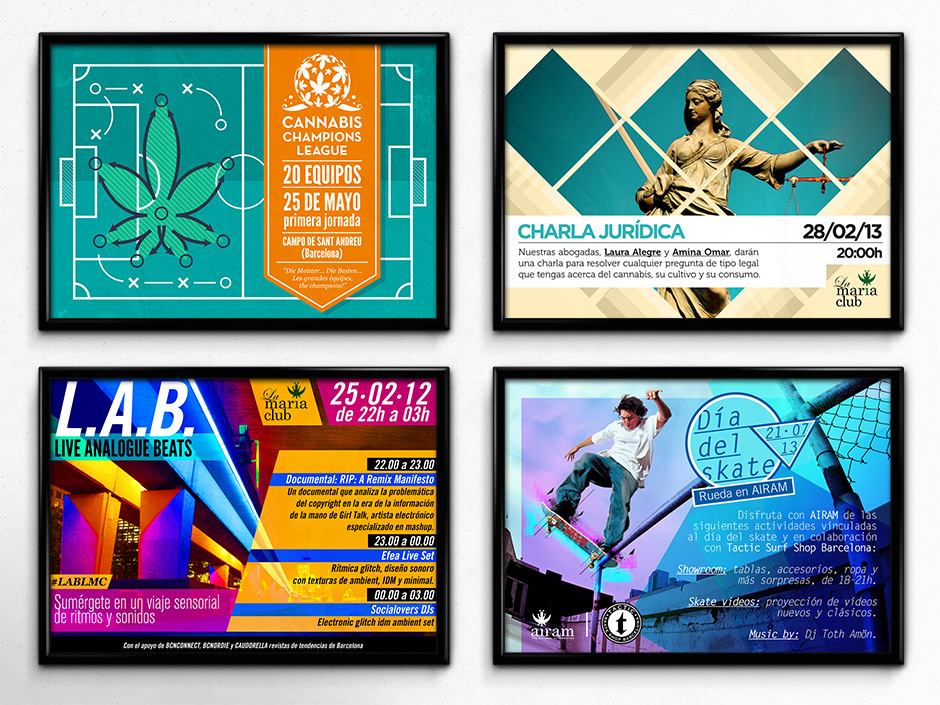 CANNABIS
CHAMPIONS
LEAGUE
20 EQUIPOS
25 DE MAYO
primera jornada
CAMPO DE SANT ANDREU
(Barcelona)
"Die Meister... Die Besten...
Les grandes équipes,
the champions!"
CHARLA JURÍDICA
28/02/13
20:00h
Nuestras abogadas, Laura Alegre y Amina Omar, darán
una charla para resolver cualquier pregunta de tipo legal
que tengas acerca del cannabis, su cultivo y su consumo.
La
maria
club
L.A.B.
LIVE ANALOGUE BEATS
La
maria
club
25·02·12
de 22h a 03h
22.00 a 23.00
Documental: RIP: A Remix Manifesto
Un documental que analiza la problemática
del copyright en la era de la información
de la mano de Girl Talk, artista electrónico
especializado en mashup.
23.00 a 00.00
Efea Live Set
Rítmica glitch, diseño sonoro
con texturas de ambient, IDM y minimal.
00.00 a 03.00
Socialovers DJs
Electronic glitch idm ambient set
#LABLMC
Sumérgete en un viaje sensorial
de ritmos y sonidos
Con el apoyo de BCNCONNECT, BCNORDIE y GAUDORELLA revistas de tendencias de Barcelona
Día
del
skate
21·07
13
Rueda en AIRAM
Disfruta con AIRAM de las
siguientes actividades vinculadas
al día del skate y en colaboración
con Tactic Surf Shop Barcelona:
Showroom: tablas, accesorios, ropa y
más sorpresas, de 18-21h.
Skate videos: proyección de vídeos
nuevos y clásicos.
Music by: Dj Toth Amön.
airam
TACTIC
t